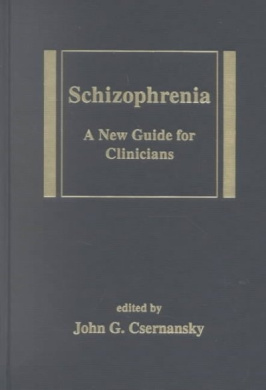 Schizophrenia
A New Guide for
Clinicians
edited by
John G. Csernansky